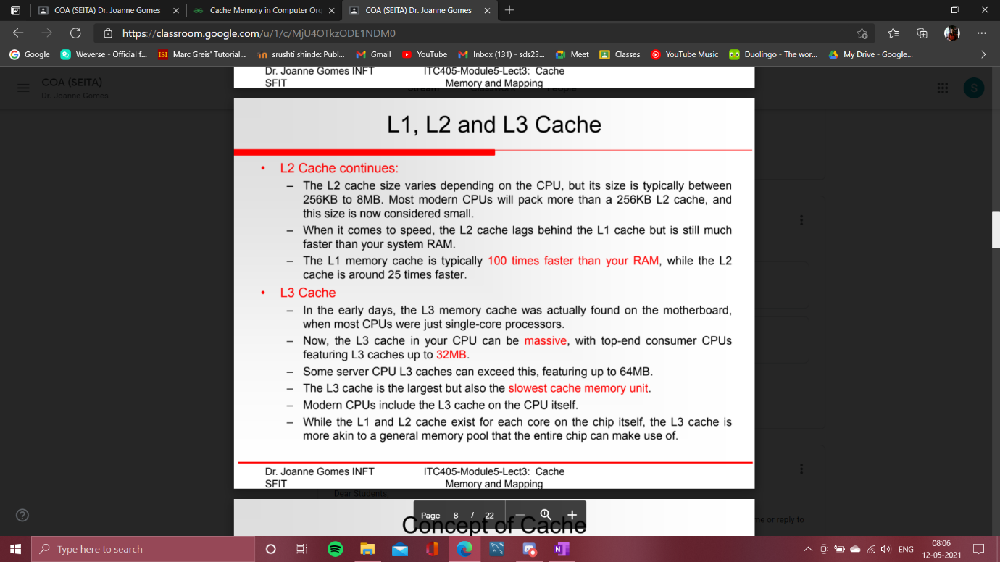 COA (SEITA) Dr. Joanne Gomes
Cache Memory in Computer Org
COA (SEITA) Dr. Joanne Gomes
https://classroom.google.com/u/1/c/MjU4OTkzODE1NDM0
Google
Weverse - Official f...
ISI Marc Greis' Tutorial...
srushti shinde: Publ...
Gmail
YouTube
Inbox (131) - sds23...
Meet
Classes
YouTube Music
Duolingo - The wor...
My Drive - Google...
COA (SEITA)
Dr. Joanne Gomes
S
Dr. Joanne Gomes INFT ITC405-Module5-Lect3: Cache
SFIT Memory and Mapping
L1, L2 and L3 Cache
• L2 Cache continues:
– The L2 cache size varies depending on the CPU, but its size is typically between
256KB to 8MB. Most modern CPUs will pack more than a 256KB L2 cache, and
this size is now considered small.
– When it comes to speed, the L2 cache lags behind the L1 cache but is still much
faster than your system RAM.
– The L1 memory cache is typically 100 times faster than your RAM, while the L2
cache is around 25 times faster.
• L3 Cache
– In the early days, the L3 memory cache was actually found on the motherboard,
when most CPUs were just single-core processors.
– Now, the L3 cache in your CPU can be massive, with top-end consumer CPUs
featuring L3 caches up to 32MB.
– Some server CPU L3 caches can exceed this, featuring up to 64MB.
– The L3 cache is the largest but also the slowest cache memory unit.
– Modern CPUs include the L3 cache on the CPU itself.
– While the L1 and L2 cache exist for each core on the chip itself, the L3 cache is
more akin to a general memory pool that the entire chip can make use of.
Dr. Joanne Gomes INFT ITC405-Module5-Lect3: Cache
SFIT Memory and Mapping
Dear Students,
Page 8 / 22
Concept of Cache
me or reply to
Type here to search
ENG
08:06
12-05-2021